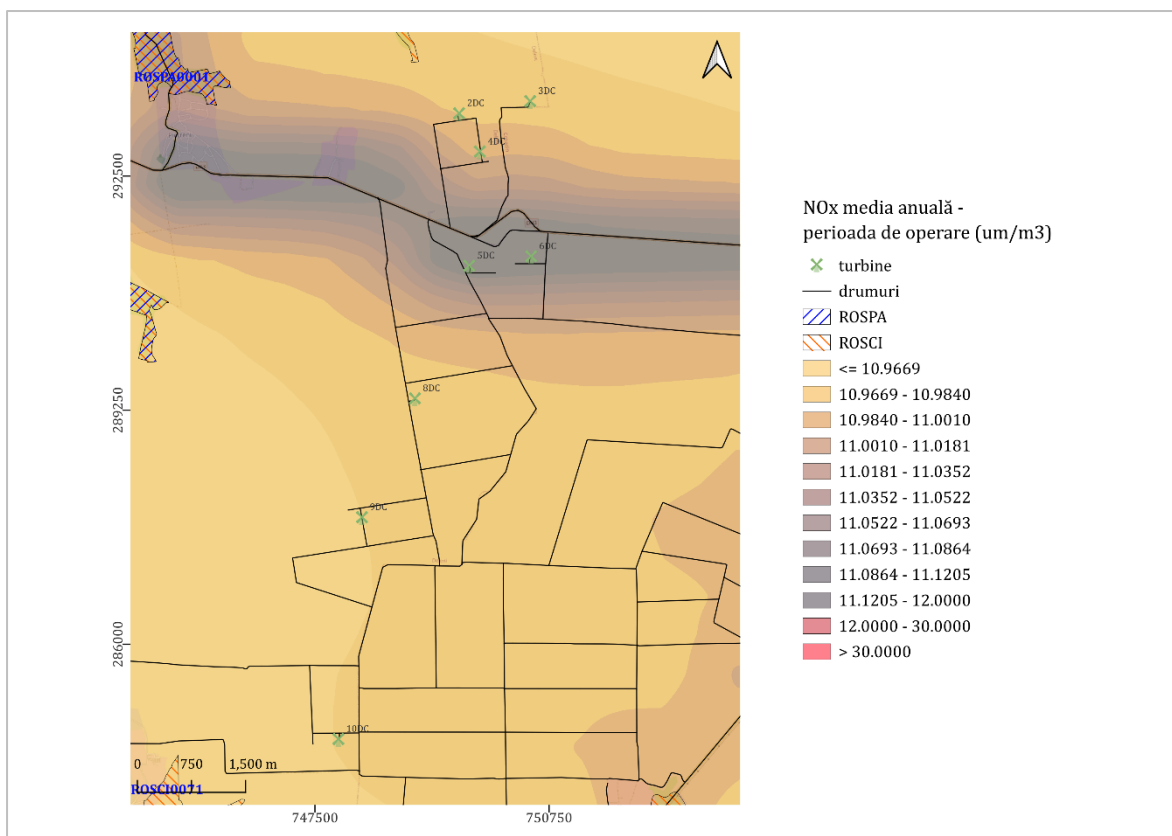 ROSPA0001
2DC
3DC
4DC
5DC
6DC
8DC
9DC
10DC
0 750 1,500 m
ROSCI0071
292500
289250
286000
747500
750750
NOx media anuală -
perioada de operare (um/m3)
turbine
drumuri
ROSPA
ROSCI
<= 10.9669
10.9669 - 10.9840
10.9840 - 11.0010
11.0010 - 11.0181
11.0181 - 11.0352
11.0352 - 11.0522
11.0522 - 11.0693
11.0693 - 11.0864
11.0864 - 11.1205
11.1205 - 12.0000
12.0000 - 30.0000
> 30.0000